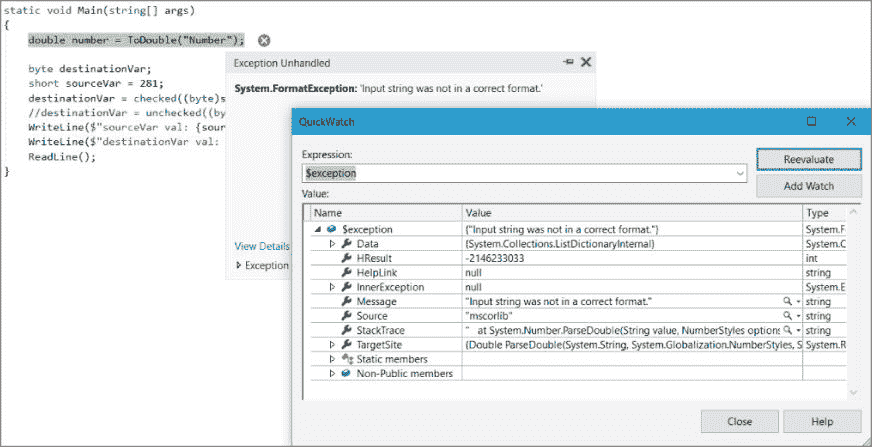 static void Main(string[] args)
{
double number = ToDouble("Number");
byte destinationVar;
short sourceVar = 281;
destinationVar = checked((byte)s
//destinationVar = unchecked((by
WriteLine($"sourceVar val: {sour
WriteLine($"destinationVar val:
ReadLine();
}
Exception Unhandled
System.FormatException: 'Input string was not in a correct format.'
View Details
Exception
QuickWatch
Expression:
$exception
Reevaluate
Add Watch
Value:
Name Value Type
$exception {"Input string was not in a correct format."} System.Fo
Data {System.Collections.ListDictionaryInternal} System.C
HResult -2146233033 int
HelpLink null string
InnerException null System.E
Message "Input string was not in a correct format." string
Source "mscorlib" string
StackTrace " at System.Number.ParseDouble(String value, NumberStyles options string
TargetSite {Double ParseDouble(System.String, System.Globalization.NumberStyles, S System.R
Static members
Non-Public members
Close Help